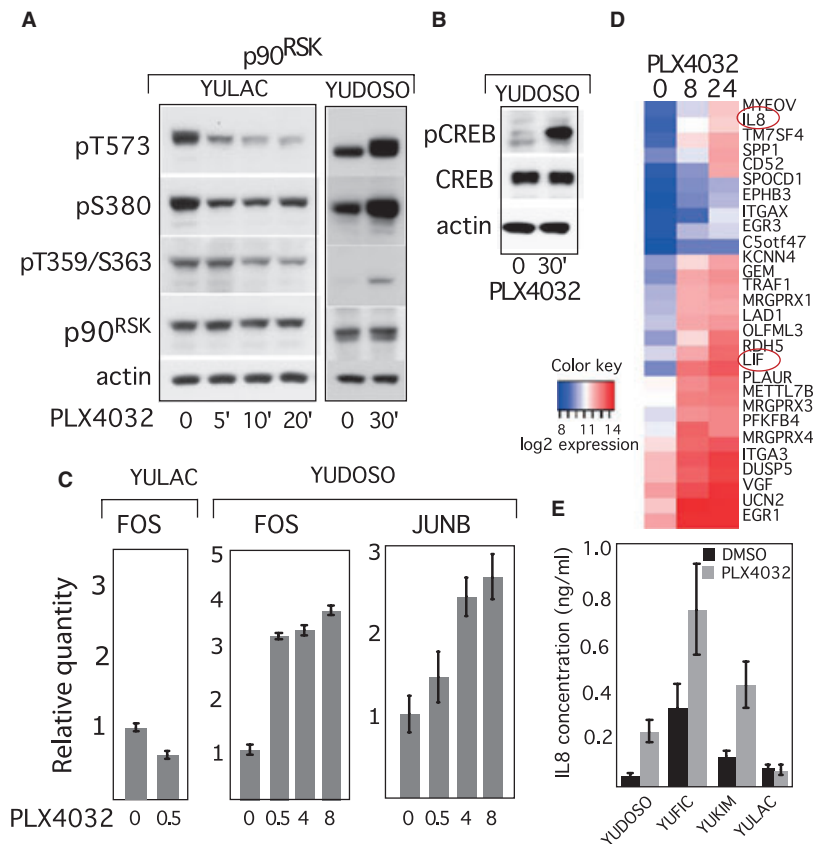 A
p90RSK
YULAC YUDOSO
pT573
pS380
pT359/S363
p90RSK
actin
PLX4032 0 5' 10' 20' 0 30'
B
YUDOSO
pCREB
CREB
actin
0 30'
PLX4032
C
YULAC YUDOSO
FOS FOS JUNB
Relative quantity
3
2
1
5
4
3
2
1
3
2
1
PLX4032 0 0.5 0 0.5 4 8 0 0.5 4 8
D
PLX4032
0 8 24
MYEOV
IL8
TM7SF4
SPP1
CD52
SPOCD1
EPHB3
ITGAX
EGR3
C5otf47
KCNN4
GEM
TRAF1
MRGPRX1
LAD1
OLFML3
RDH5
LIF
PLAUR
METTL7B
MRGPRX3
PFKFB4
MRGPRX4
ITGA3
DUSP5
VGF
UCN2
EGR1
Color key
8 11 14
log2 expression
E
DMSO
PLX4032
IL8 concentration (ng/ml)
1.0
0.8
0.6
0.4
0.2
YUDOSO
YUFIC
YUKIM
YULAC